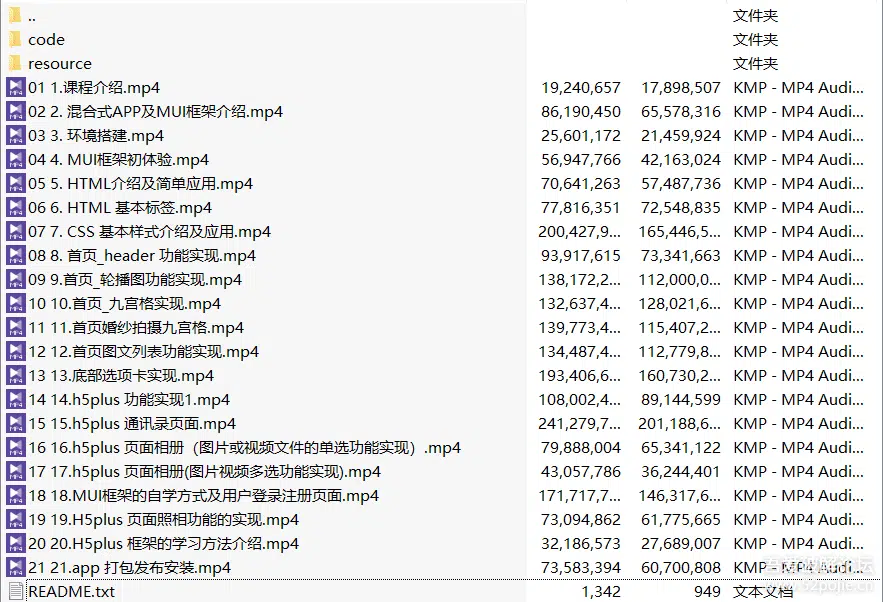 .. 文件夹
code 文件夹
resource 文件夹
01 1.课程介绍.mp4 19,240,657 17,898,507 KMP - MP4 Audi...
02 2. 混合式APP及MUI框架介绍.mp4 86,190,450 65,578,316 KMP - MP4 Audi...
03 3. 环境搭建.mp4 25,601,172 21,459,924 KMP - MP4 Audi...
04 4. MUI框架初体验.mp4 56,947,766 42,163,024 KMP - MP4 Audi...
05 5. HTML介绍及简单应用.mp4 70,641,263 57,487,736 KMP - MP4 Audi...
06 6. HTML 基本标签.mp4 77,816,351 72,548,835 KMP - MP4 Audi...
07 7. CSS 基本样式介绍及应用.mp4 200,427,9... 165,446,5... KMP - MP4 Audi...
08 8. 首页_header 功能实现.mp4 93,917,615 73,341,663 KMP - MP4 Audi...
09 9.首页_轮播图功能实现.mp4 138,172,2... 112,000,0... KMP - MP4 Audi...
10 10.首页_九宫格实现.mp4 132,637,4... 128,021,6... KMP - MP4 Audi...
11 11.首页婚纱拍摄九宫格.mp4 139,773,4... 115,407,2... KMP - MP4 Audi...
12 12.首页图文列表功能实现.mp4 134,487,4... 112,779,8... KMP - MP4 Audi...
13 13.底部选项卡实现.mp4 193,406,6... 160,730,2... KMP - MP4 Audi...
14 14.h5plus 功能实现1.mp4 108,002,4... 89,144,599 KMP - MP4 Audi...
15 15.h5plus 通讯录页面.mp4 241,279,7... 201,188,6... KMP - MP4 Audi...
16 16.h5plus 页面相册（图片或视频文件的单选功能实现）.mp4 79,888,004 65,341,122 KMP - MP4 Audi...
17 17.h5plus 页面相册(图片视频多选功能实现).mp4 43,057,786 36,244,401 KMP - MP4 Audi...
18 18.MUI框架的自学方式及用户登录注册页面.mp4 171,717,7... 146,317,6... KMP - MP4 Audi...
19 19.H5plus 页面照相功能的实现.mp4 73,094,862 61,775,665 KMP - MP4 Audi...
20 20.H5plus 框架的学习方法介绍.mp4 32,186,573 27,689,007 KMP - MP4 Audi...
21 21.app 打包发布安装.mp4 73,583,394 60,700,808 KMP - MP4 Audi...
README.txt 1,342 949 文本文档